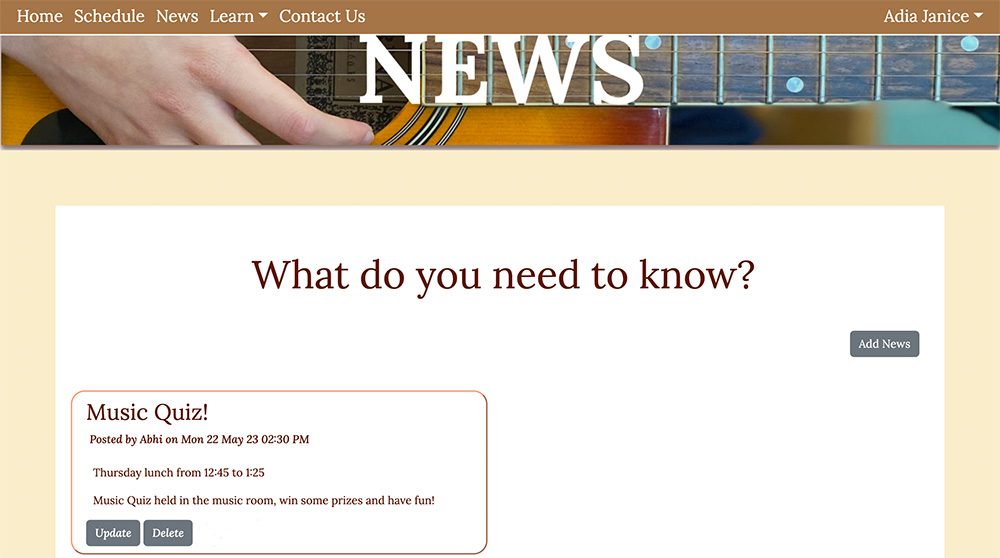 Home Schedule News Learn Contact Us Adia Janice
NEWS
What do you need to know?
Add News
Music Quiz!
Posted by Abhi on Mon 22 May 23 02:30 PM
Thursday lunch from 12:45 to 1:25
Music Quiz held in the music room, win some prizes and have fun!
Update Delete